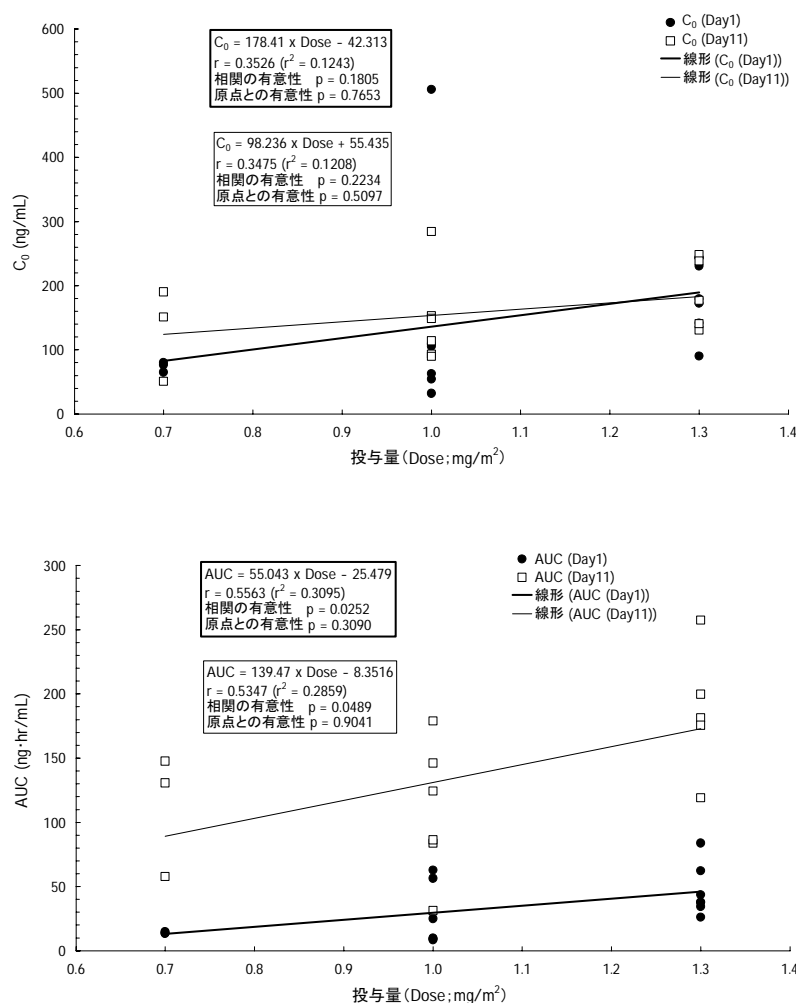 C₀ = 178.41 x Dose - 42.313
r = 0.3526 (r² = 0.1243)
相関の有意性 p = 0.1805
原点との有意性 p = 0.7653
C₀ = 98.236 x Dose + 55.435
r = 0.3475 (r² = 0.1208)
相関の有意性 p = 0.2234
原点との有意性 p = 0.5097
C₀ (Day1)
C₀ (Day11)
線形 (C₀ (Day1))
線形 (C₀ (Day11))
C₀ (ng/mL)
600
500
400
300
200
100
0
0.6 0.7 0.8 0.9 1.0 1.1 1.2 1.3 1.4
投与量(Dose;mg/m²)
AUC = 55.043 x Dose - 25.479
r = 0.5563 (r² = 0.3095)
相関の有意性 p = 0.0252
原点との有意性 p = 0.3090
AUC = 139.47 x Dose - 8.3516
r = 0.5347 (r² = 0.2859)
相関の有意性 p = 0.0489
原点との有意性 p = 0.9041
AUC (Day1)
AUC (Day11)
線形 (AUC (Day1))
線形 (AUC (Day11))
AUC (ng·hr/mL)
300
250
200
150
100
50
0
0.6 0.7 0.8 0.9 1.0 1.1 1.2 1.3 1.4
投与量(Dose;mg/m²)